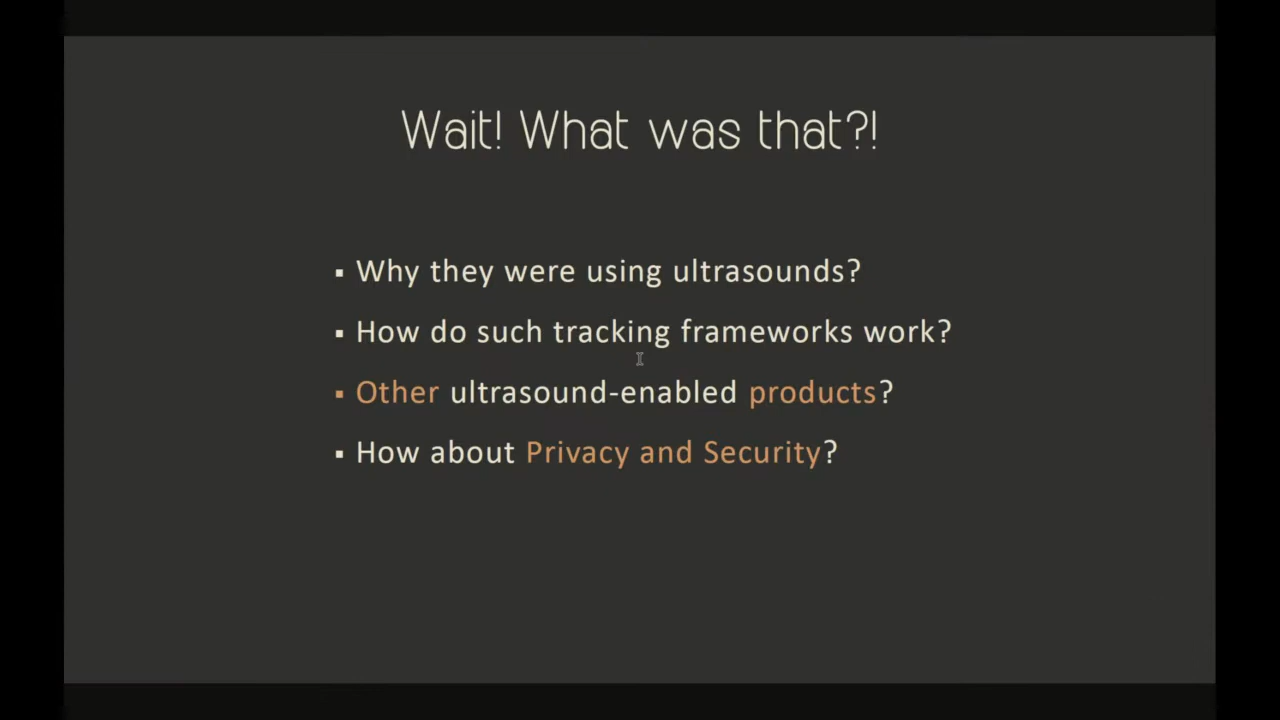 Wait! What was that?!
▪ Why they were using ultrasounds?
▪ How do such tracking frameworks work?
▪ Other ultrasound-enabled products?
▪ How about Privacy and Security?